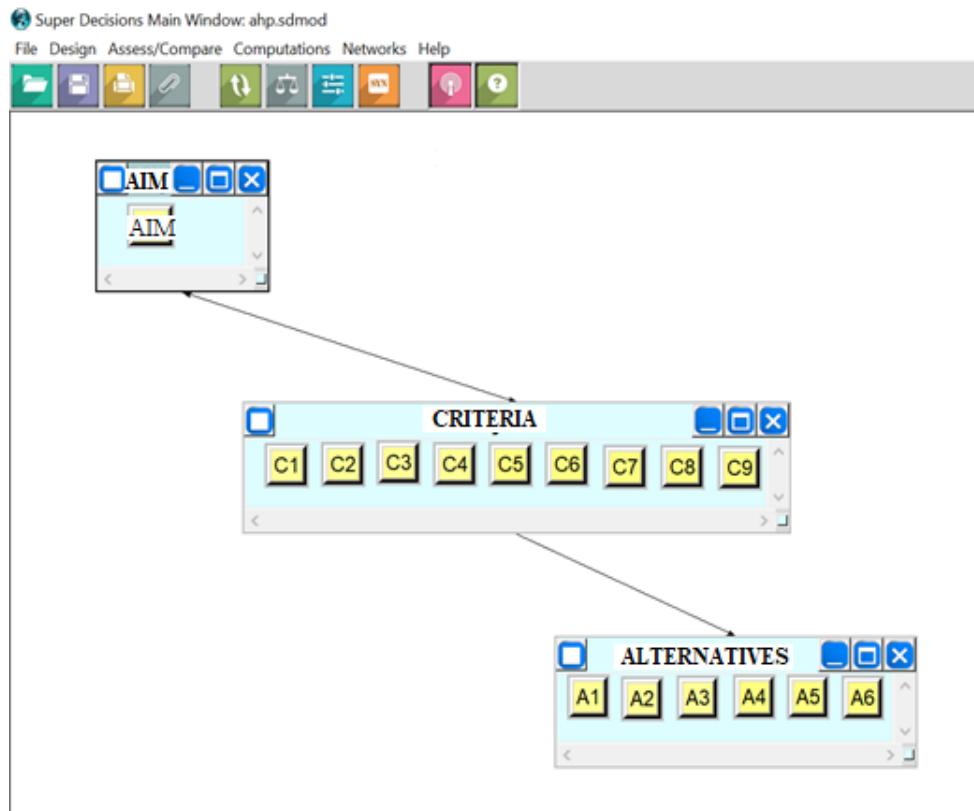 Super Decisions Main Window: ahp.sdmod
File Design Assess/Compare Computations Networks Help
SYN ?
AIM
AIM
CRITERIA
C1 C2 C3 C4 C5 C6 C7 C8 C9
ALTERNATIVES
A1 A2 A3 A4 A5 A6